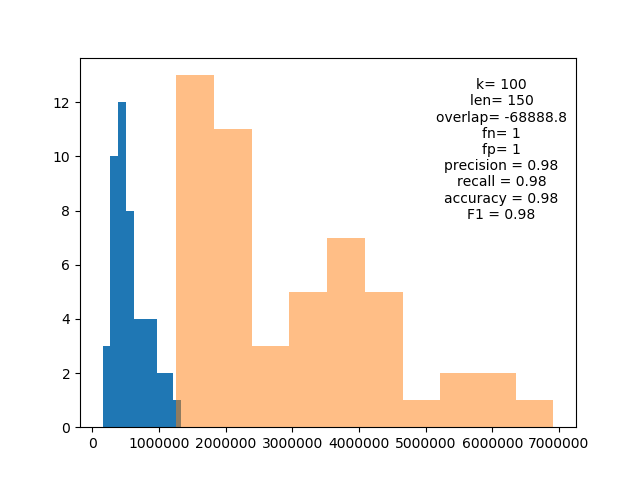 k= 100
len= 150
overlap= -68888.8
fn= 1
fp= 1
precision = 0.98
recall = 0.98
accuracy = 0.98
F1 = 0.98
12
10
8
6
4
2
0
0 1000000 2000000 3000000 4000000 5000000 6000000 7000000